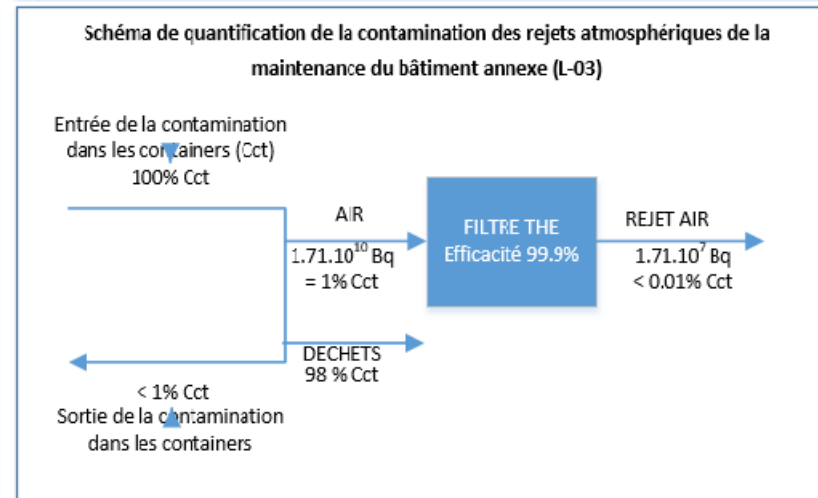 Schéma de quantification de la contamination des rejets atmosphériques de la
maintenance du bâtiment annexe (L-03)
Entrée de la contamination
dans les containers (Cct)
100% Cct
AIR
1.71.10¹⁰ Bq
= 1% Cct
FILTRE THE
Efficacité 99.9%
REJET AIR
1.71.10⁷ Bq
< 0.01% Cct
DECHETS
98 % Cct
< 1% Cct
Sortie de la contamination
dans les containers